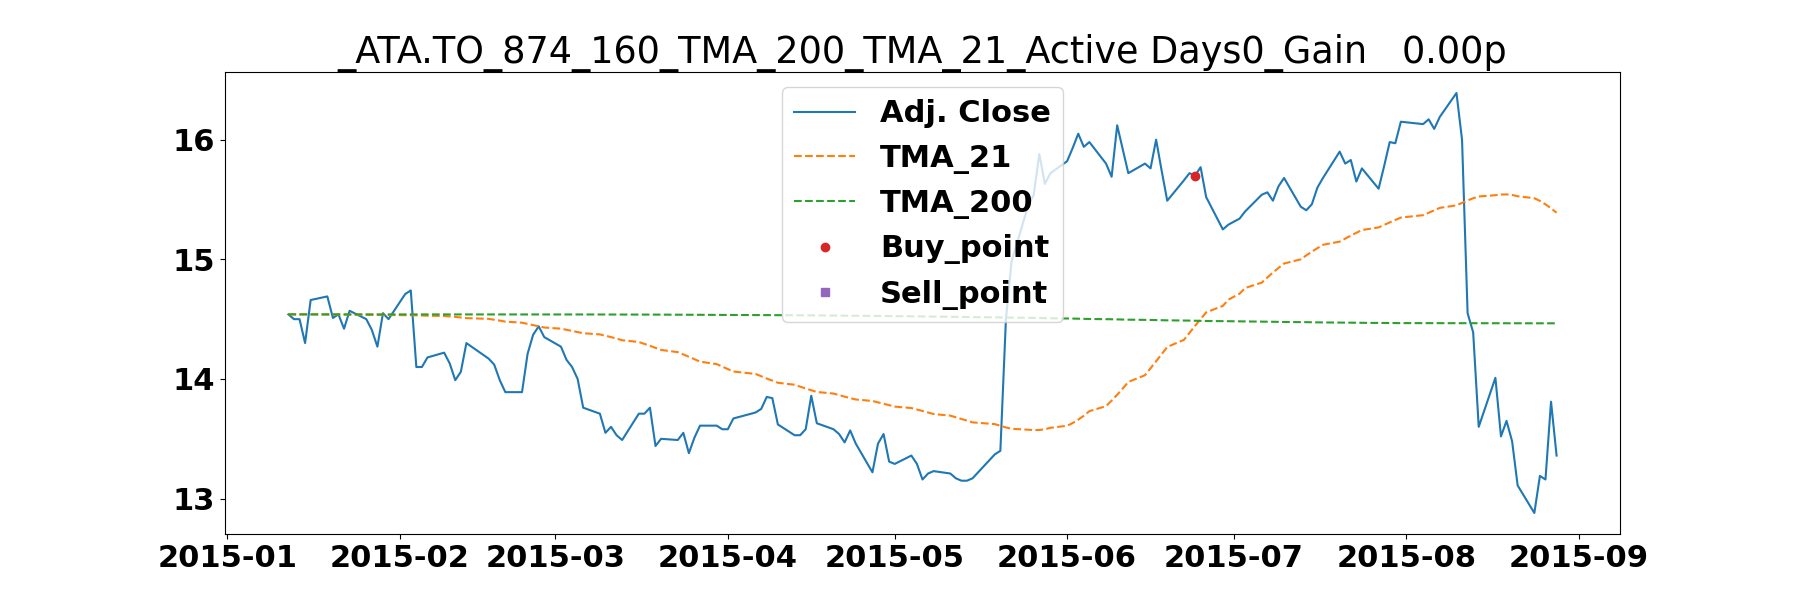 _ATA.TO_874_160_TMA_200_TMA_21_Active Days0_Gain   0.00p
Adj. Close
TMA_21
TMA_200
Buy_point
Sell_point
16
15
14
13
2015-01 2015-02 2015-03 2015-04 2015-05 2015-06 2015-07 2015-08 2015-09